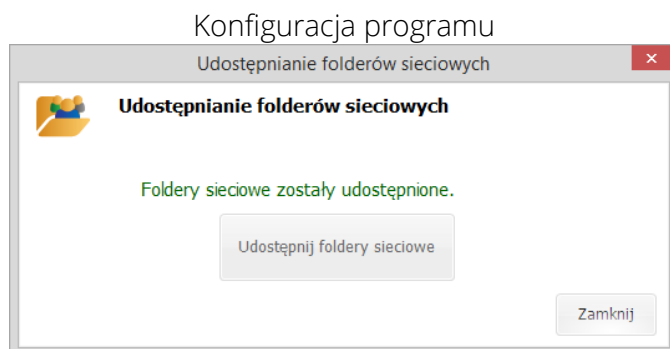 Konfiguracja programu
Udostępnianie folderów sieciowych
Udostępnianie folderów sieciowych
Foldery sieciowe zostały udostępnione.
Udostępnij foldery sieciowe
Zamknij